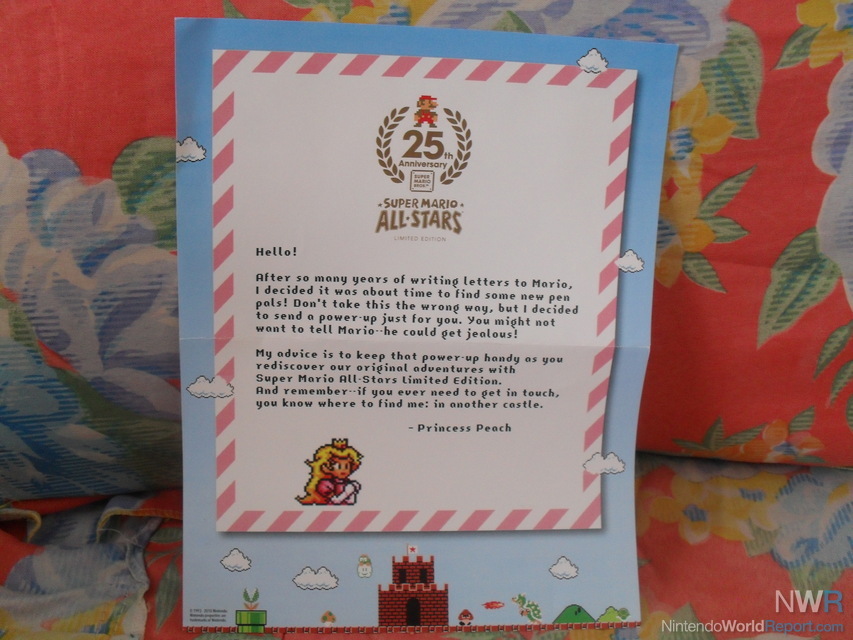 25th
Anniversary
SUPER
MARIO
BROS.
SUPER MARIO
ALL-STARS
LIMITED EDITION
Hello!
After so many years of writing letters to Mario,
I decided it was about time to find some new pen
pals! Don't take this the wrong way, but I decided
to send a power-up just for you. You might not
want to tell Mario--he could get jealous!
My advice is to keep that power-up handy as you
rediscover our original adventures with
Super Mario All-Stars Limited Edition.
And remember--if you ever need to get in touch,
you know where to find me: in another castle.
- Princess Peach
NWR
NintendoWorldReport.com